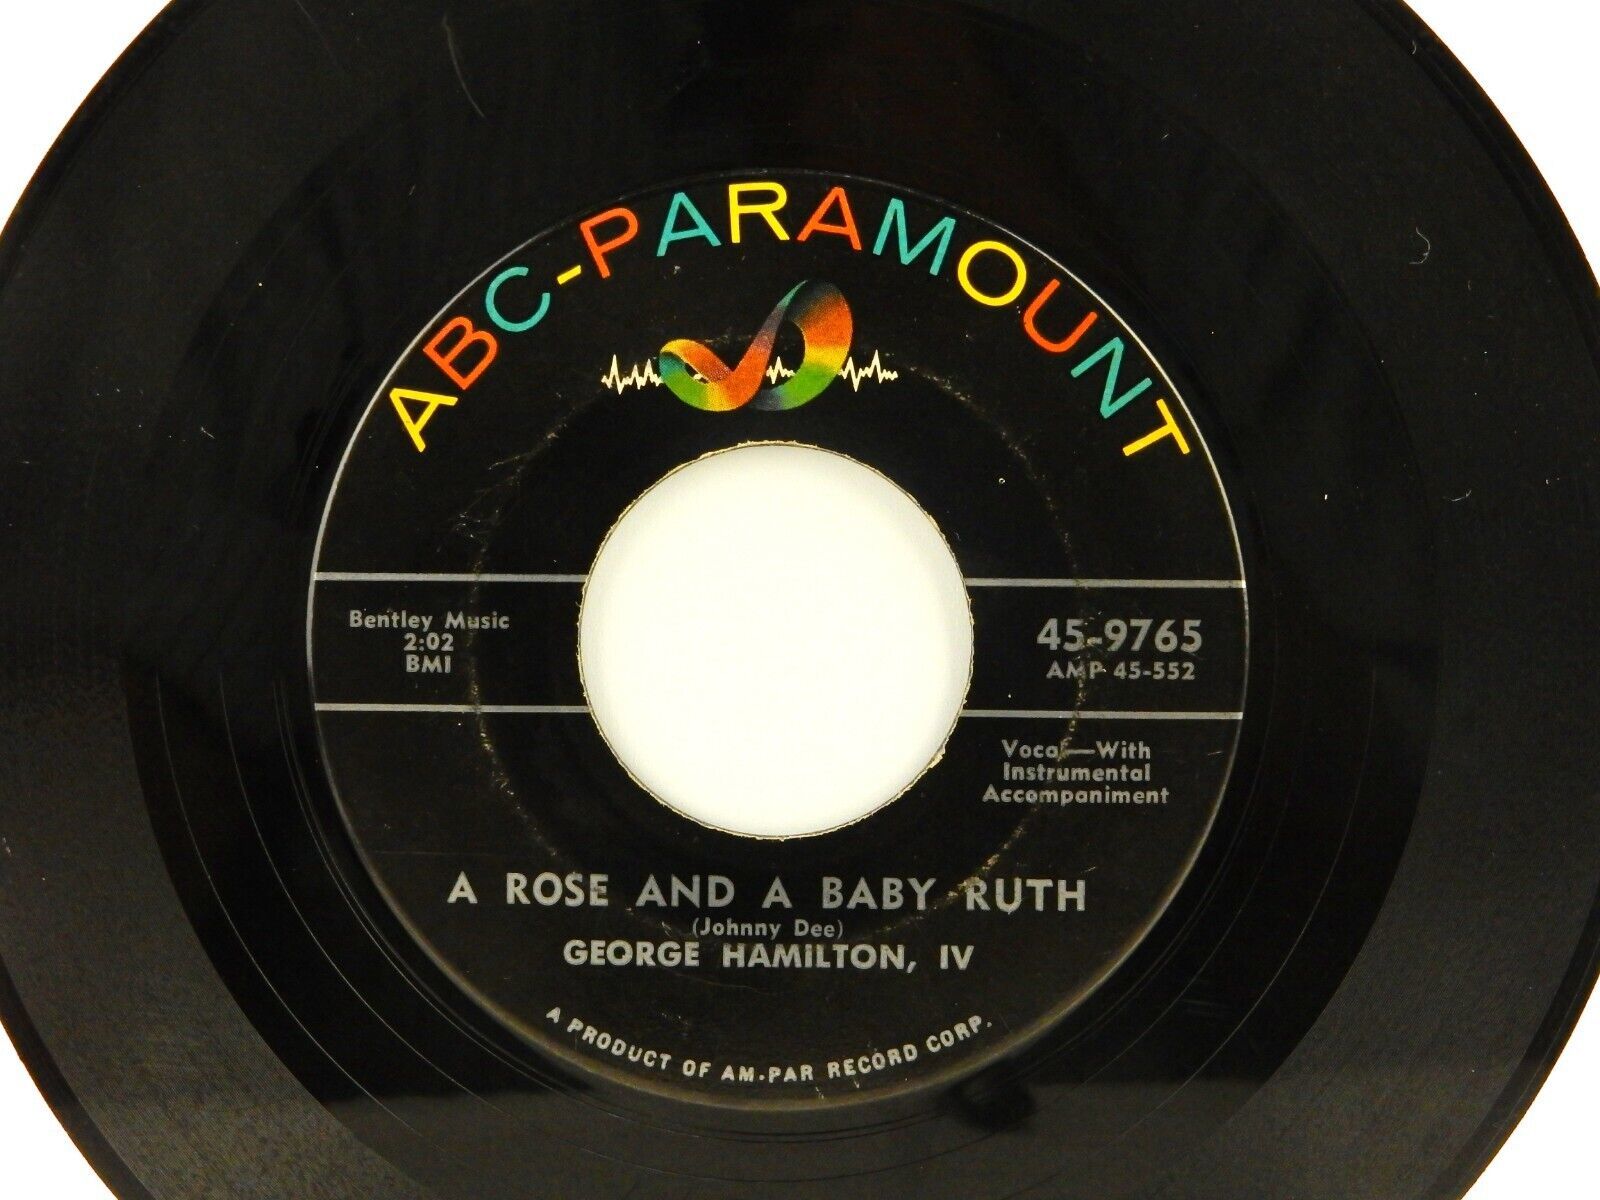 ABC-PARAMOUNT
Bentley Music
2:02
BMI
45-9765
AMP 45-552
Vocal—With
Instrumental
Accompaniment
A ROSE AND A BABY RUTH
(Johnny Dee)
GEORGE HAMILTON, IV
A PRODUCT OF AM-PAR RECORD CORP.